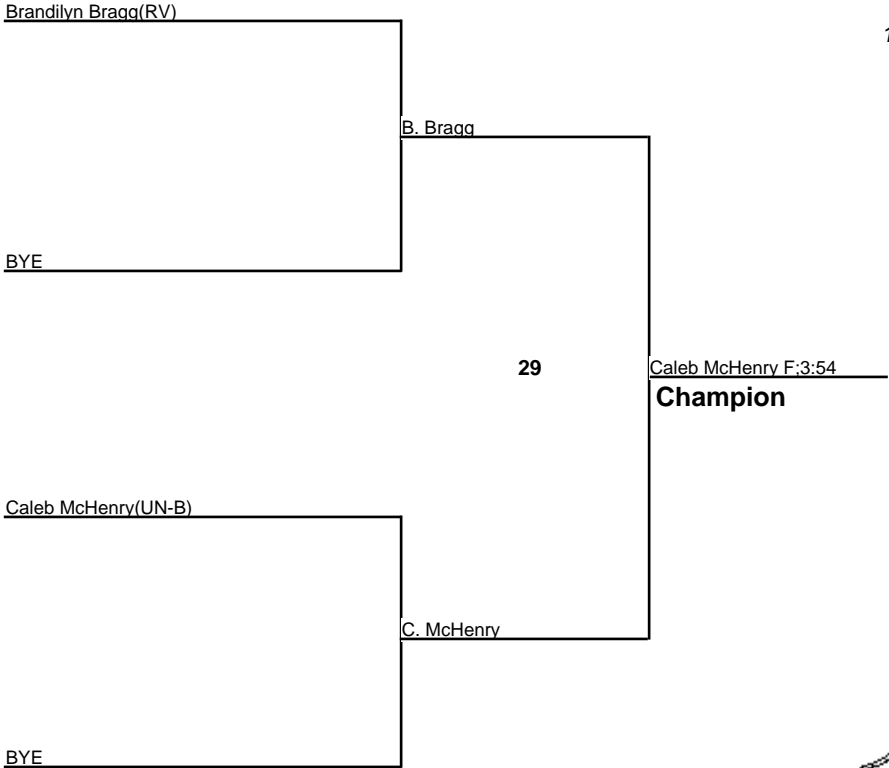 Brandilyn Bragg(RV)
B. Bragg
BYE
29
Caleb McHenry F;3:54
Champion
Caleb McHenry(UN-B)
C. McHenry
BYE